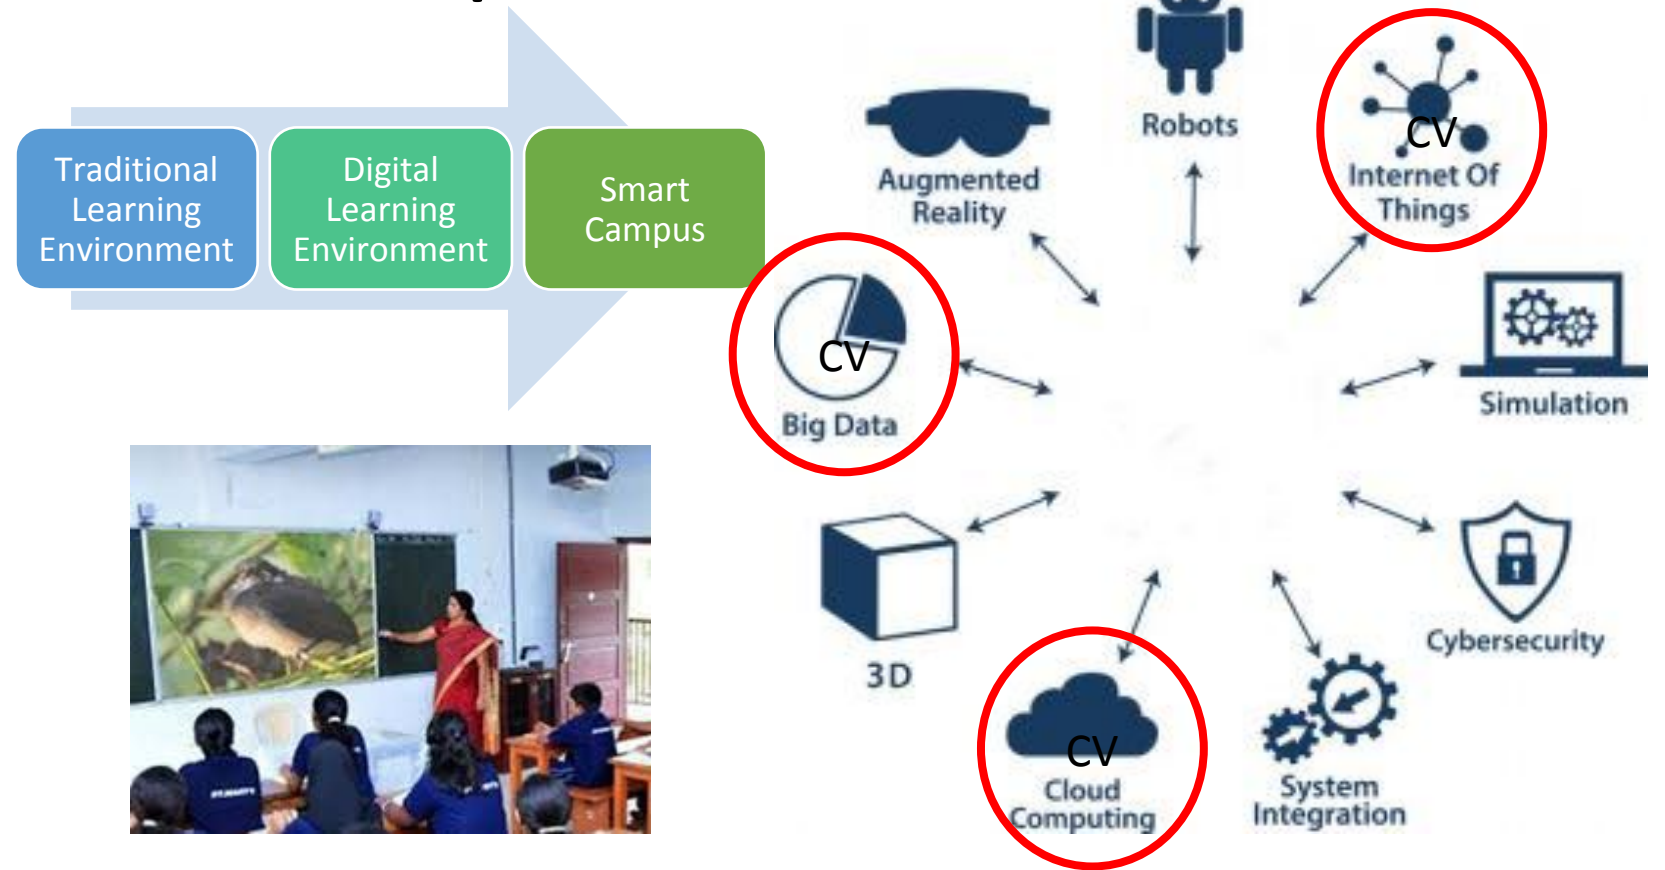 Traditional
Learning
Environment
Digital
Learning
Environment
Smart
Campus
Robots
CV
Internet Of
Things
Augmented
Reality
CV
Big Data
Simulation
Cybersecurity
3D
CV
Cloud
Computing
System
Integration